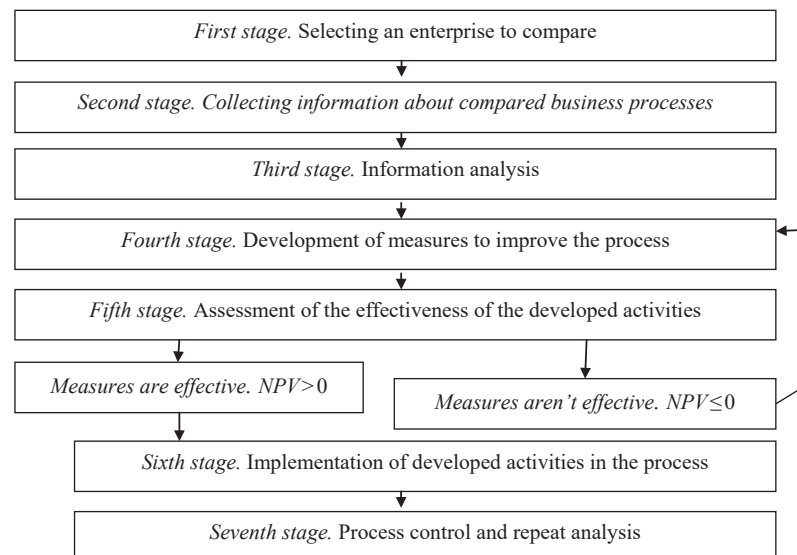 First stage. Selecting an enterprise to compare
Second stage. Collecting information about compared business processes
Third stage. Information analysis
Fourth stage. Development of measures to improve the process
Fifth stage. Assessment of the effectiveness of the developed activities
Measures are effective. NPV>0
Measures aren't effective. NPV≤0
Sixth stage. Implementation of developed activities in the process
Seventh stage. Process control and repeat analysis